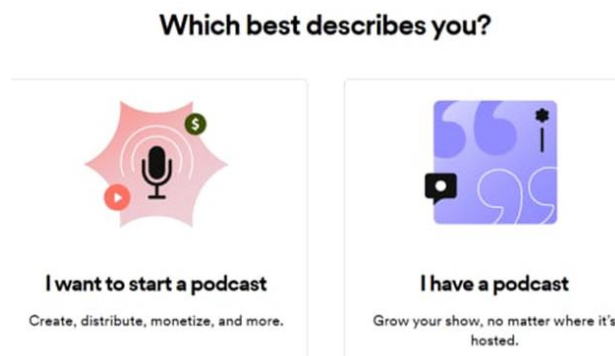 Which best describes you?
$
I want to start a podcast
Create, distribute, monetize, and more.
I have a podcast
Grow your show, no matter where it's
hosted.